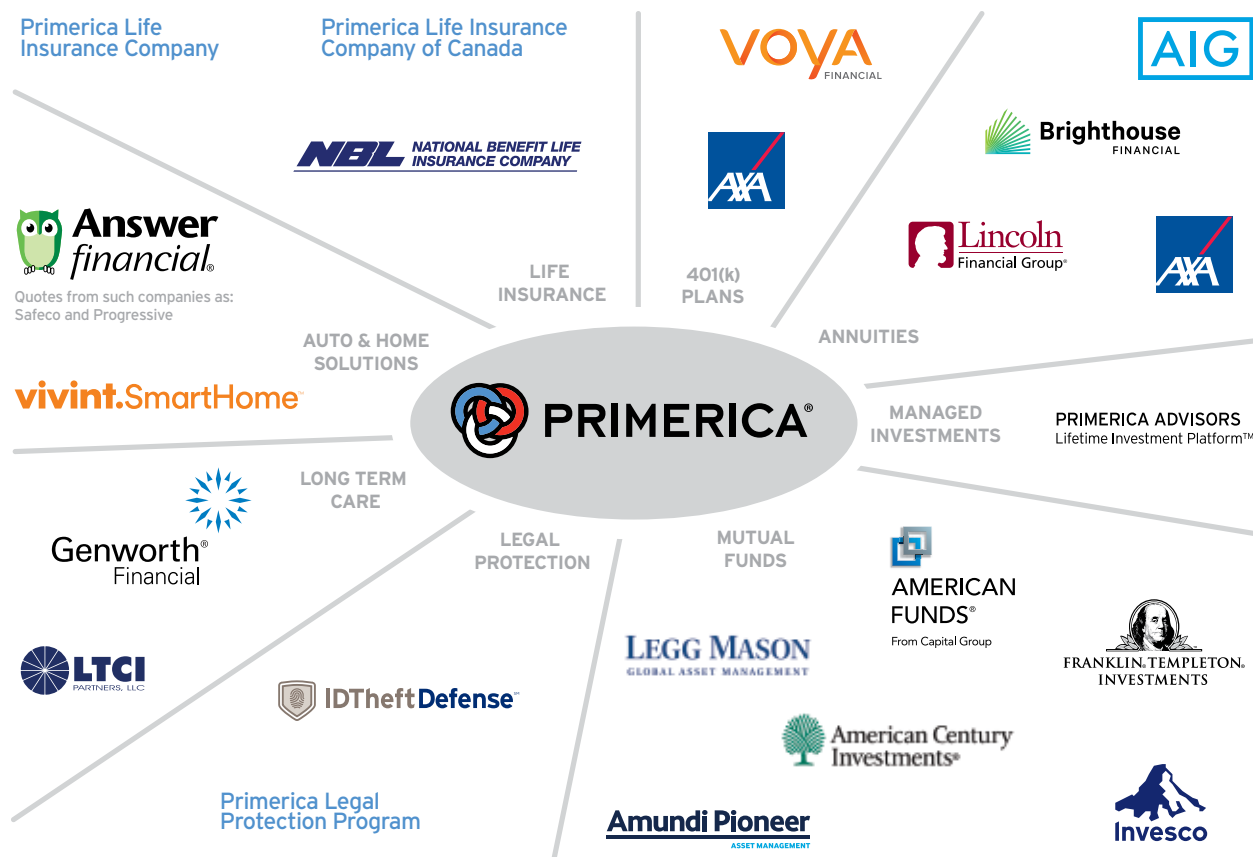 Primerica Life
Insurance Company
Primerica Life Insurance
Company of Canada
NBL NATIONAL BENEFIT LIFE
INSURANCE COMPANY
LIFE
INSURANCE
VOYA
FINANCIAL
AXA
401(k)
PLANS
AIG
Brighthouse
FINANCIAL
Lincoln
Financial Group®
AXA
ANNUITIES
Answer
financial®
Quotes from such companies as:
Safeco and Progressive
AUTO & HOME
SOLUTIONS
vivint.SmartHome™
PRIMERICA®
MANAGED
INVESTMENTS
PRIMERICA ADVISORS
Lifetime Investment Platform™
LONG TERM
CARE
Genworth®
Financial
LTCI
PARTNERS, LLC
LEGAL
PROTECTION
IDTheftDefense℠
Primerica Legal
Protection Program
MUTUAL
FUNDS
AMERICAN
FUNDS®
From Capital Group
LEGG MASON
GLOBAL ASSET MANAGEMENT
FRANKLIN® TEMPLETON®
INVESTMENTS
American Century
Investments®
Amundi Pioneer
ASSET MANAGEMENT
Invesco